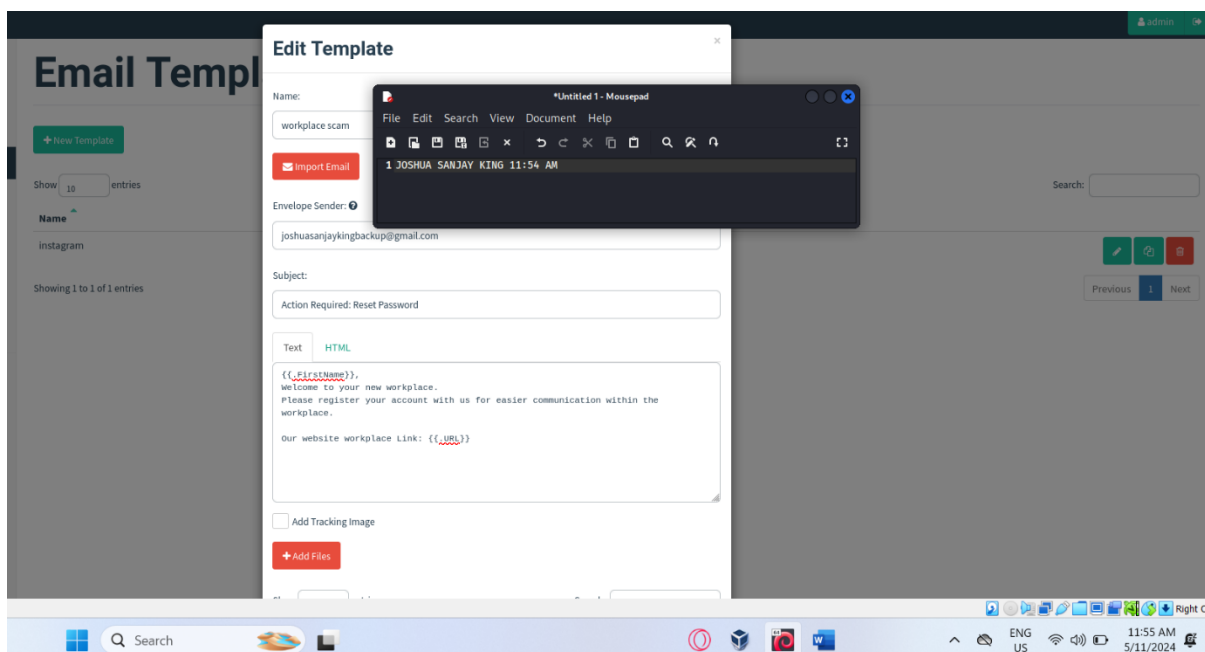 admin
Edit Template
×
Email Templ
Name:
*Untitled 1 - Mousepad
workplace scam
File Edit Search View Document Help
+ New Template
Import Email
1 JOSHUA SANJAY KING 11:54 AM
Show 10 entries
Search:
Envelope Sender:
Name
joshuasanjaykingbackup@gmail.com
instagram
Subject:
Showing 1 to 1 of 1 entries
Previous 1 Next
Action Required: Reset Password
Text HTML
{{.FirstName}},
Welcome to your new workplace.
Please register your account with us for easier communication within the
workplace.
Our website workplace Link: {{.URL}}
Add Tracking Image
+ Add Files
Right C
Search
ENG
US
11:55 AM
5/11/2024